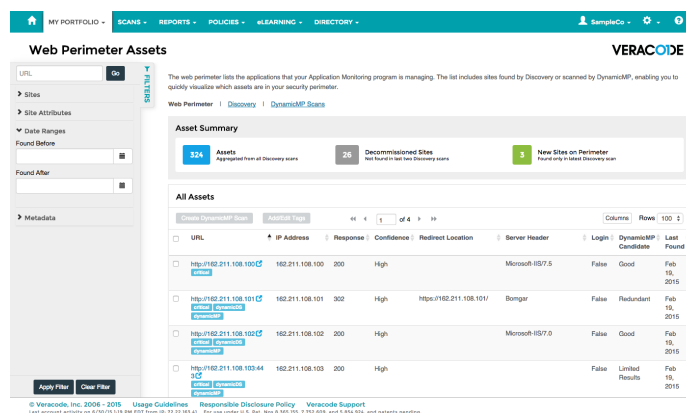 MY PORTFOLIO SCANS REPORTS POLICIES eLEARNING DIRECTORY SampleCo
Web Perimeter Assets
VERACODE
URL Go
FILTERS
Sites
Site Attributes
Date Ranges
Found Before
Found After
Metadata
Apply Filter Clear Filter
The web perimeter lists the applications that your Application Monitoring program is managing. The list includes sites found by Discovery or scanned by DynamicMP, enabling you to
quickly visualize which assets are in your security perimeter.
Web Perimeter | Discovery | DynamicMP Scans
Asset Summary
324 Assets
Aggregated from all Discovery scans
26 Decommissioned Sites
Not found in last two Discovery scans
3 New Sites on Perimeter
Found only in latest Discovery scan
All Assets
Create DynamicMP Scan Add/Edit Tags 1 of 4 Columns Rows 100
URL IP Address Response Confidence Redirect Location Server Header Login DynamicMP Candidate Last Found
http://162.211.108.100 162.211.108.100 200 High Microsoft-IIS/7.5 False Good Feb 19, 2015
critical
http://162.211.108.101 162.211.108.101 302 High https://162.211.108.101/ Bomgar False Redundant Feb 19, 2015
critical dynamicDS
dynamicMP
http://162.211.108.102 162.211.108.102 200 High Microsoft-IIS/7.0 False Good Feb 19, 2015
critical dynamicDS
dynamicMP
http://162.211.108.103:443 162.211.108.103 200 High False Limited Results Feb 19, 2015
critical dynamicDS
dynamicMP
© Veracode, Inc. 2006 - 2015 Usage Guidelines Responsible Disclosure Policy Veracode Support